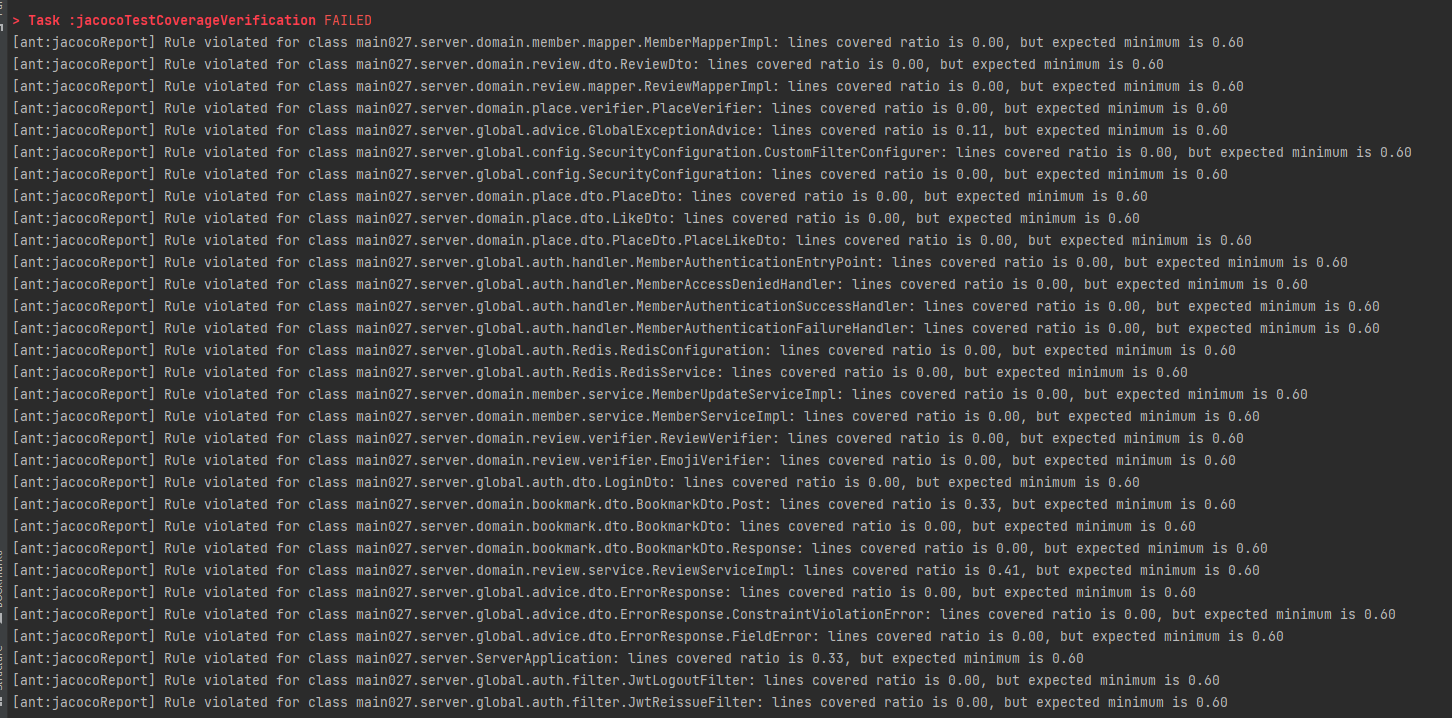 > Task :jacocoTestCoverageVerification FAILED
[ant:jacocoReport] Rule violated for class main027.server.domain.member.mapper.MemberMapperImpl: lines covered ratio is 0.00, but expected minimum is 0.60
[ant:jacocoReport] Rule violated for class main027.server.domain.review.dto.ReviewDto: lines covered ratio is 0.00, but expected minimum is 0.60
[ant:jacocoReport] Rule violated for class main027.server.domain.review.mapper.ReviewMapperImpl: lines covered ratio is 0.00, but expected minimum is 0.60
[ant:jacocoReport] Rule violated for class main027.server.domain.place.verifier.PlaceVerifier: lines covered ratio is 0.00, but expected minimum is 0.60
[ant:jacocoReport] Rule violated for class main027.server.global.advice.GlobalExceptionAdvice: lines covered ratio is 0.11, but expected minimum is 0.60
[ant:jacocoReport] Rule violated for class main027.server.global.config.SecurityConfiguration.CustomFilterConfigurer: lines covered ratio is 0.00, but expected minimum is 0.60
[ant:jacocoReport] Rule violated for class main027.server.global.config.SecurityConfiguration: lines covered ratio is 0.00, but expected minimum is 0.60
[ant:jacocoReport] Rule violated for class main027.server.domain.place.dto.PlaceDto: lines covered ratio is 0.00, but expected minimum is 0.60
[ant:jacocoReport] Rule violated for class main027.server.domain.place.dto.LikeDto: lines covered ratio is 0.00, but expected minimum is 0.60
[ant:jacocoReport] Rule violated for class main027.server.domain.place.dto.PlaceDto.PlaceLikeDto: lines covered ratio is 0.00, but expected minimum is 0.60
[ant:jacocoReport] Rule violated for class main027.server.global.auth.handler.MemberAuthenticationEntryPoint: lines covered ratio is 0.00, but expected minimum is 0.60
[ant:jacocoReport] Rule violated for class main027.server.global.auth.handler.MemberAccessDeniedHandler: lines covered ratio is 0.00, but expected minimum is 0.60
[ant:jacocoReport] Rule violated for class main027.server.global.auth.handler.MemberAuthenticationSuccessHandler: lines covered ratio is 0.00, but expected minimum is 0.60
[ant:jacocoReport] Rule violated for class main027.server.global.auth.handler.MemberAuthenticationFailureHandler: lines covered ratio is 0.00, but expected minimum is 0.60
[ant:jacocoReport] Rule violated for class main027.server.global.auth.Redis.RedisConfiguration: lines covered ratio is 0.00, but expected minimum is 0.60
[ant:jacocoReport] Rule violated for class main027.server.global.auth.Redis.RedisService: lines covered ratio is 0.00, but expected minimum is 0.60
[ant:jacocoReport] Rule violated for class main027.server.domain.member.service.MemberUpdateServiceImpl: lines covered ratio is 0.00, but expected minimum is 0.60
[ant:jacocoReport] Rule violated for class main027.server.domain.member.service.MemberServiceImpl: lines covered ratio is 0.00, but expected minimum is 0.60
[ant:jacocoReport] Rule violated for class main027.server.domain.review.verifier.ReviewVerifier: lines covered ratio is 0.00, but expected minimum is 0.60
[ant:jacocoReport] Rule violated for class main027.server.domain.review.verifier.EmojiVerifier: lines covered ratio is 0.00, but expected minimum is 0.60
[ant:jacocoReport] Rule violated for class main027.server.global.auth.dto.LoginDto: lines covered ratio is 0.00, but expected minimum is 0.60
[ant:jacocoReport] Rule violated for class main027.server.domain.bookmark.dto.BookmarkDto.Post: lines covered ratio is 0.33, but expected minimum is 0.60
[ant:jacocoReport] Rule violated for class main027.server.domain.bookmark.dto.BookmarkDto: lines covered ratio is 0.00, but expected minimum is 0.60
[ant:jacocoReport] Rule violated for class main027.server.domain.bookmark.dto.BookmarkDto.Response: lines covered ratio is 0.00, but expected minimum is 0.60
[ant:jacocoReport] Rule violated for class main027.server.domain.review.service.ReviewServiceImpl: lines covered ratio is 0.41, but expected minimum is 0.60
[ant:jacocoReport] Rule violated for class main027.server.global.advice.dto.ErrorResponse: lines covered ratio is 0.00, but expected minimum is 0.60
[ant:jacocoReport] Rule violated for class main027.server.global.advice.dto.ErrorResponse.ConstraintViolationError: lines covered ratio is 0.00, but expected minimum is 0.60
[ant:jacocoReport] Rule violated for class main027.server.global.advice.dto.ErrorResponse.FieldError: lines covered ratio is 0.00, but expected minimum is 0.60
[ant:jacocoReport] Rule violated for class main027.server.ServerApplication: lines covered ratio is 0.33, but expected minimum is 0.60
[ant:jacocoReport] Rule violated for class main027.server.global.auth.filter.JwtLogoutFilter: lines covered ratio is 0.00, but expected minimum is 0.60
[ant:jacocoReport] Rule violated for class main027.server.global.auth.filter.JwtReissueFilter: lines covered ratio is 0.00, but expected minimum is 0.60